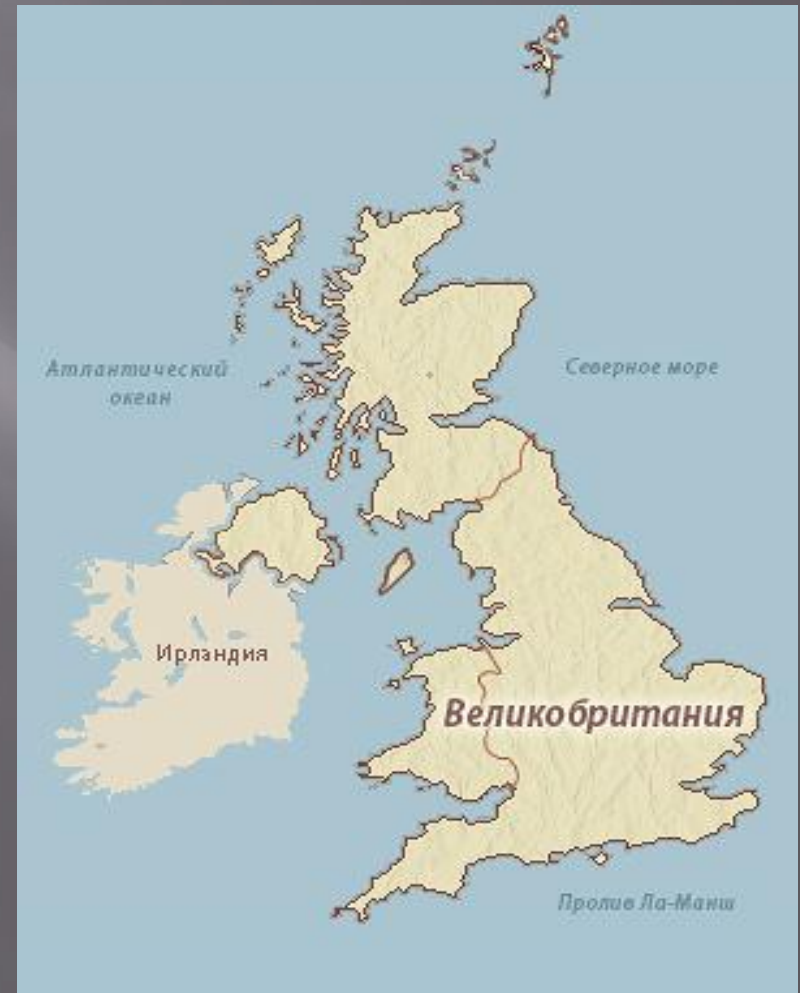 Атлантический
океан
Северное море
Ирландия
Великобритания
Пролив Ла-Манш